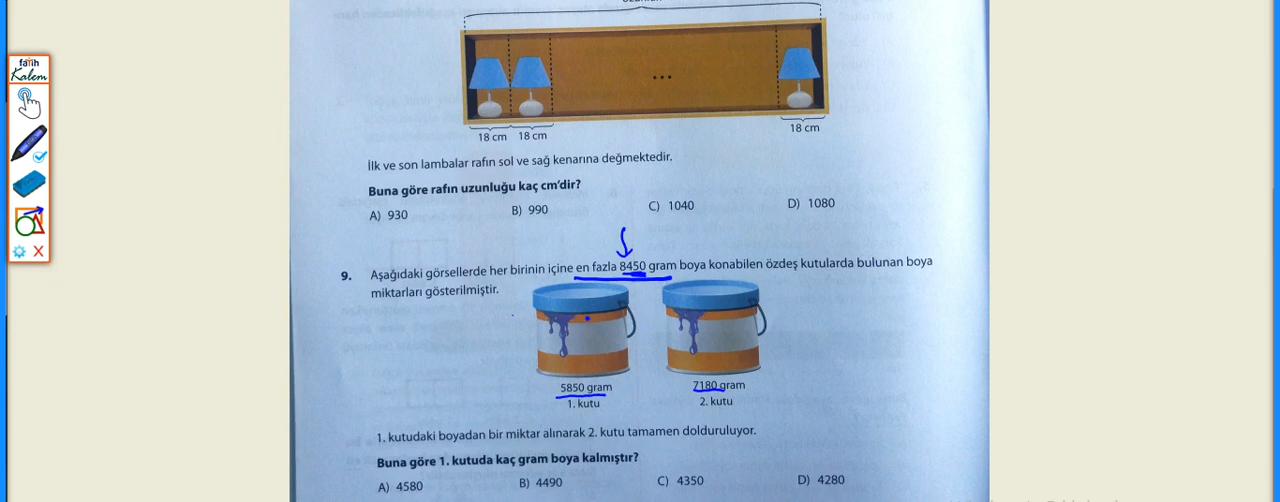 fatih
Kalem
18 cm 18 cm
18 cm
İlk ve son lambalar rafın sol ve sağ kenarına değmektedir.
Buna göre rafın uzunluğu kaç cm'dir?
A) 930 B) 990 C) 1040 D) 1080
9. Aşağıdaki görsellerde her birinin içine en fazla 8450 gram boya konabilen özdeş kutularda bulunan boya
miktarları gösterilmiştir.
5850 gram 7180 gram
1. kutu 2. kutu
1. kutudaki boyadan bir miktar alınarak 2. kutu tamamen dolduruluyor.
Buna göre 1. kutuda kaç gram boya kalmıştır?
A) 4580 B) 4490 C) 4350 D) 4280